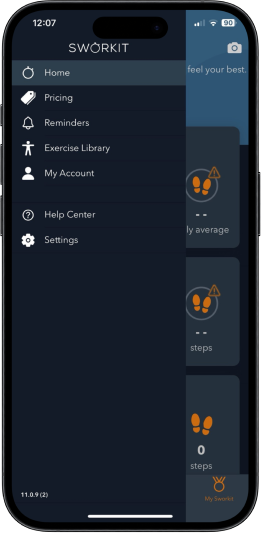 12:07
90
SWORKIT
Home
feel your best.
Pricing
Reminders
Exercise Library
My Account
- -
ly average
Help Center
Settings
- -
steps
0
steps
11.0.9 (2)
My Sworkit